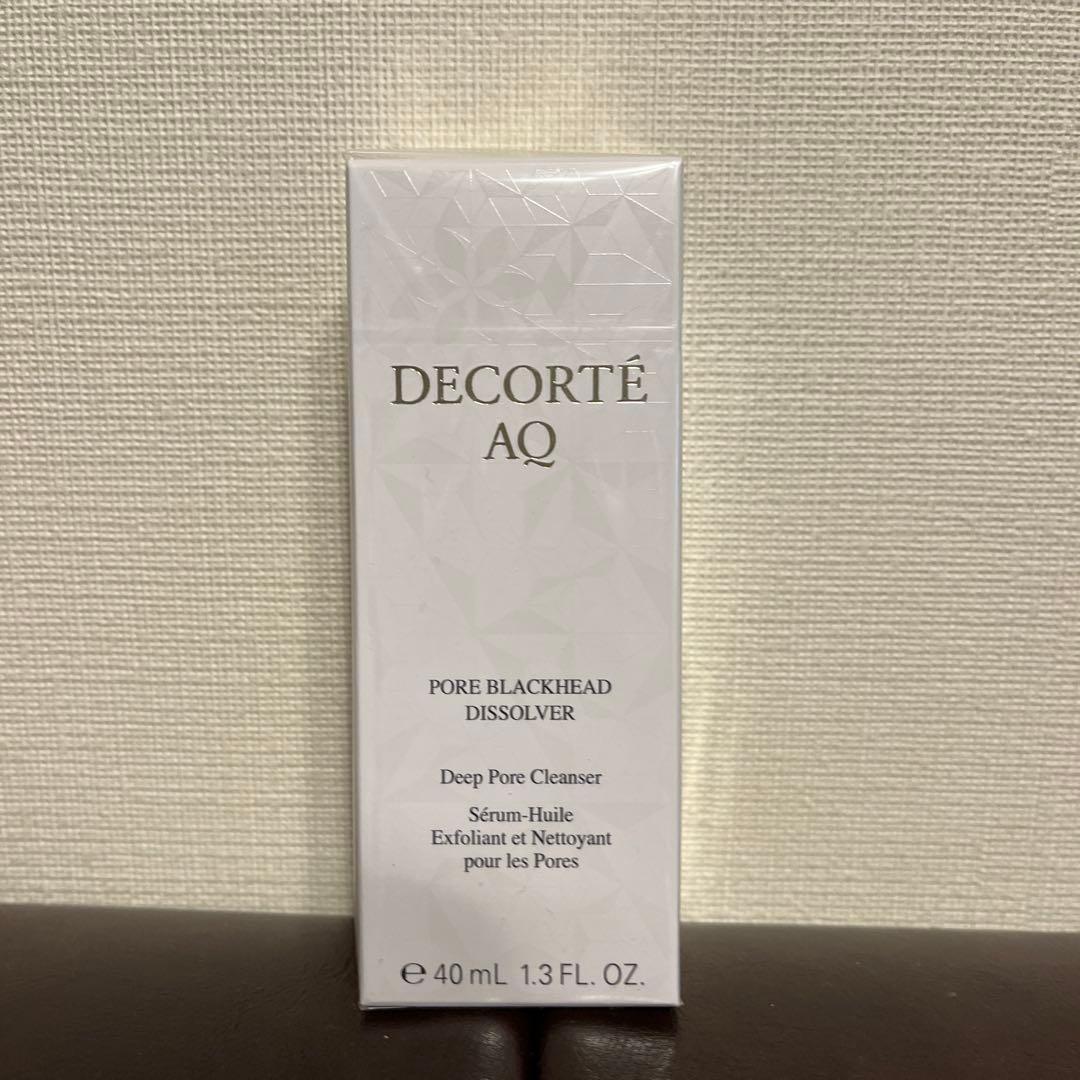 DECORTÉ
AQ
PORE BLACKHEAD
DISSOLVER
Deep Pore Cleanser
Sérum-Huile
Exfoliant et Nettoyant
pour les Pores
℮ 40 mL 1.3 FL. OZ.